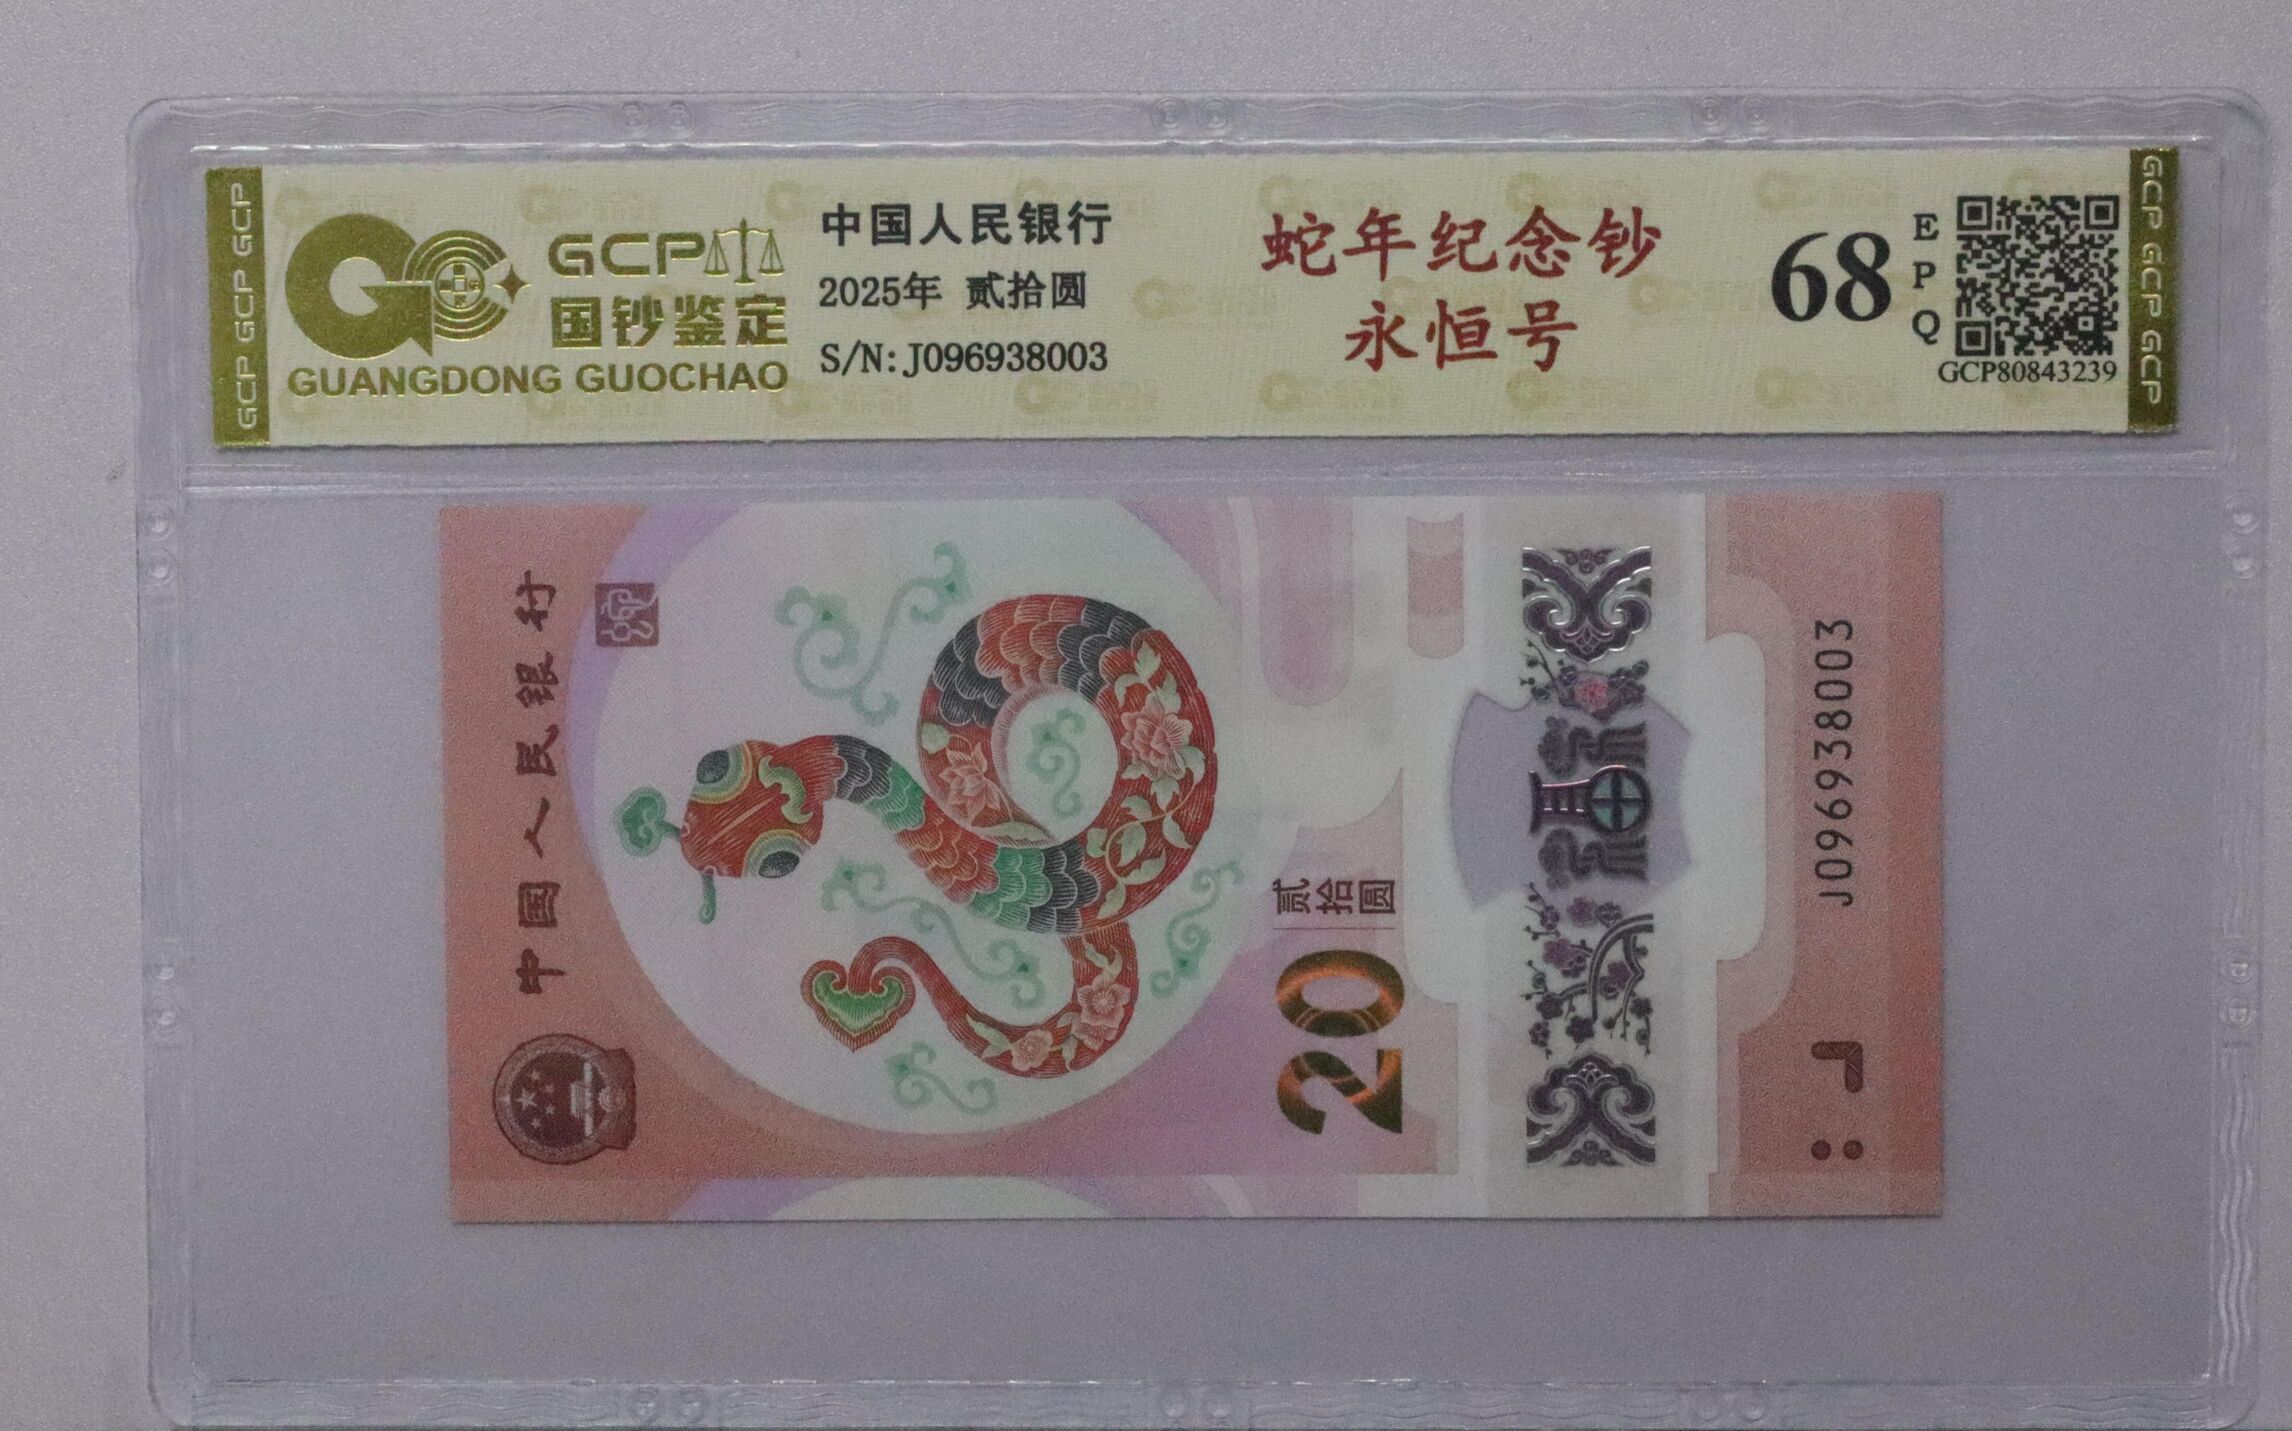 GCP GCP GCP
GCP
国钞鉴定
GUANGDONG GUOCHAO
中国人民银行
2025年 贰拾圆
S/N: J096938003
蛇年纪念钞
永恒号
68
EPQ
GCP80843239
GCP GCP GCP
中国人民银行
贰拾圆
20
福
J096938003